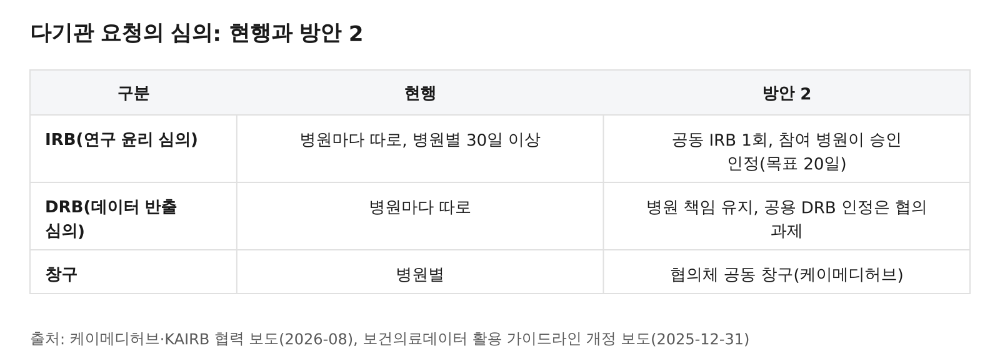 다기관 요청의 심의: 현행과 방안 2
구분
현행
방안 2
IRB(연구 윤리 심의)
병원마다 따로, 병원별 30일 이상
공동 IRB 1회, 참여 병원이 승인
인정(목표 20일)
DRB(데이터 반출
심의)
병원마다 따로
병원 책임 유지, 공용 DRB 인정은 협의
과제
창구
병원별
협의체 공동 창구(케이메디허브)
출처: 케이메디허브·KAIRB 협력 보도(2026-08), 보건의료데이터 활용 가이드라인 개정 보도(2025-12-31)